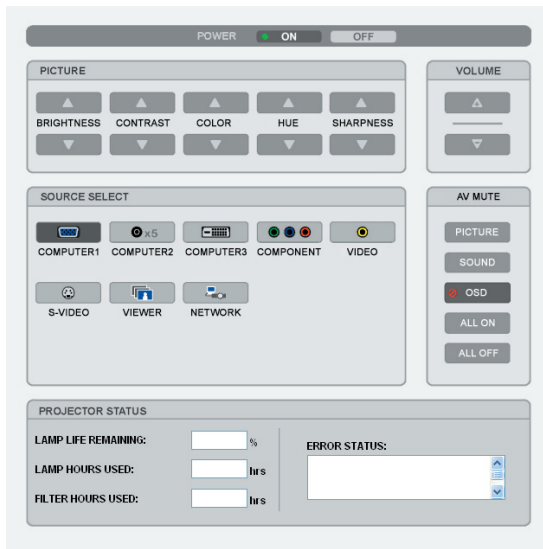 POWER ON OFF
PICTURE
BRIGHTNESS CONTRAST COLOR HUE SHARPNESS
VOLUME
SOURCE SELECT
x5
COMPUTER1 COMPUTER2 COMPUTER3 COMPONENT VIDEO
S-VIDEO VIEWER NETWORK
AV MUTE
PICTURE
SOUND
OSD
ALL ON
ALL OFF
PROJECTOR STATUS
LAMP LIFE REMAINING: %
LAMP HOURS USED: hrs
FILTER HOURS USED: hrs
ERROR STATUS: